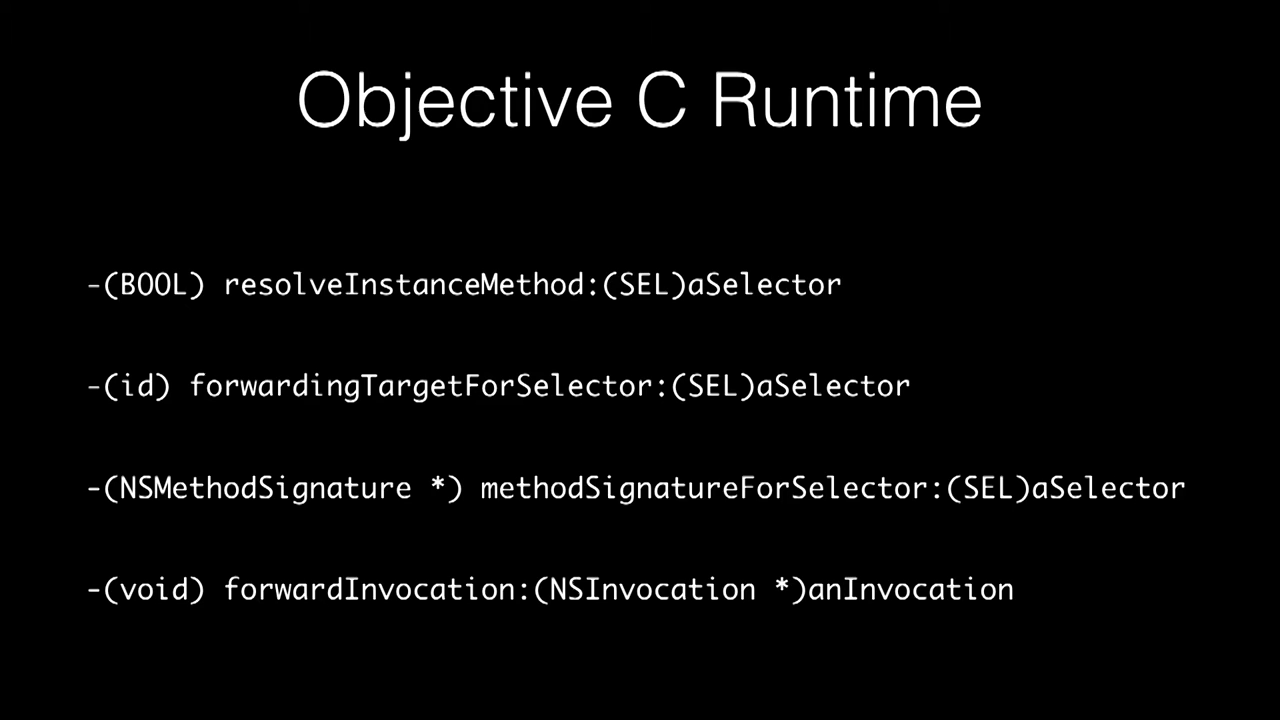 Objective C Runtime
-(BOOL) resolveInstanceMethod:(SEL)aSelector
-(id) forwardingTargetForSelector:(SEL)aSelector
-(NSMethodSignature *) methodSignatureForSelector:(SEL)aSelector
-(void) forwardInvocation:(NSInvocation *)anInvocation